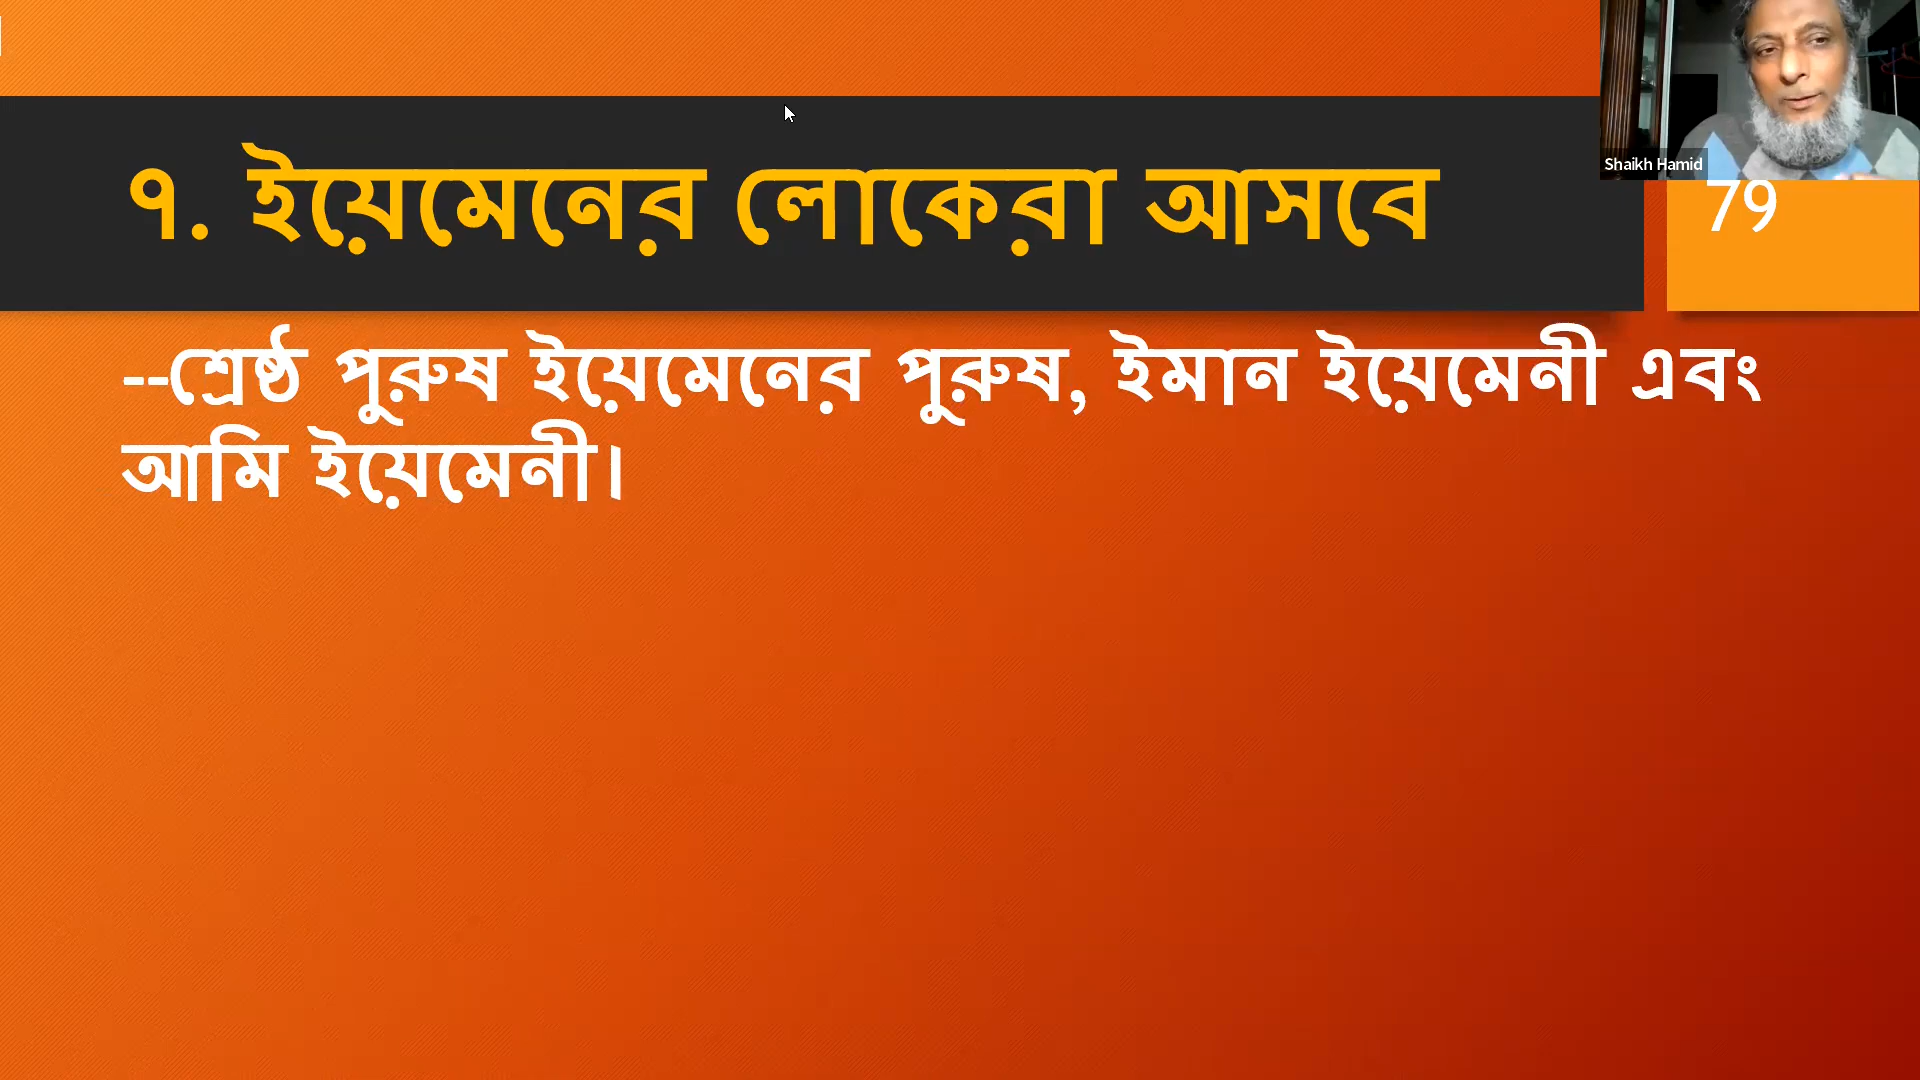 ৭. ইয়েমেনের লোকেরা আসবে
Shaikh Hamid
79
--শ্রেষ্ঠ পুরুষ ইয়েমেনের পুরুষ, ইমান ইয়েমেনী এবং
আমি ইয়েমেনী।